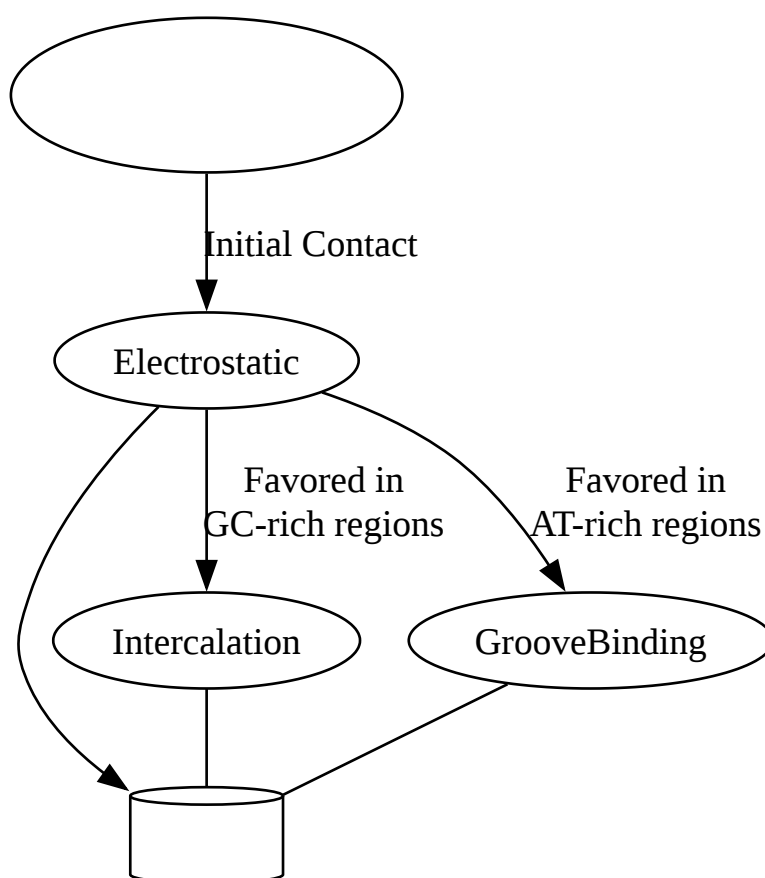 Initial Contact
Electrostatic
Favored in
GC-rich regions
Favored in
AT-rich regions
Intercalation
GrooveBinding